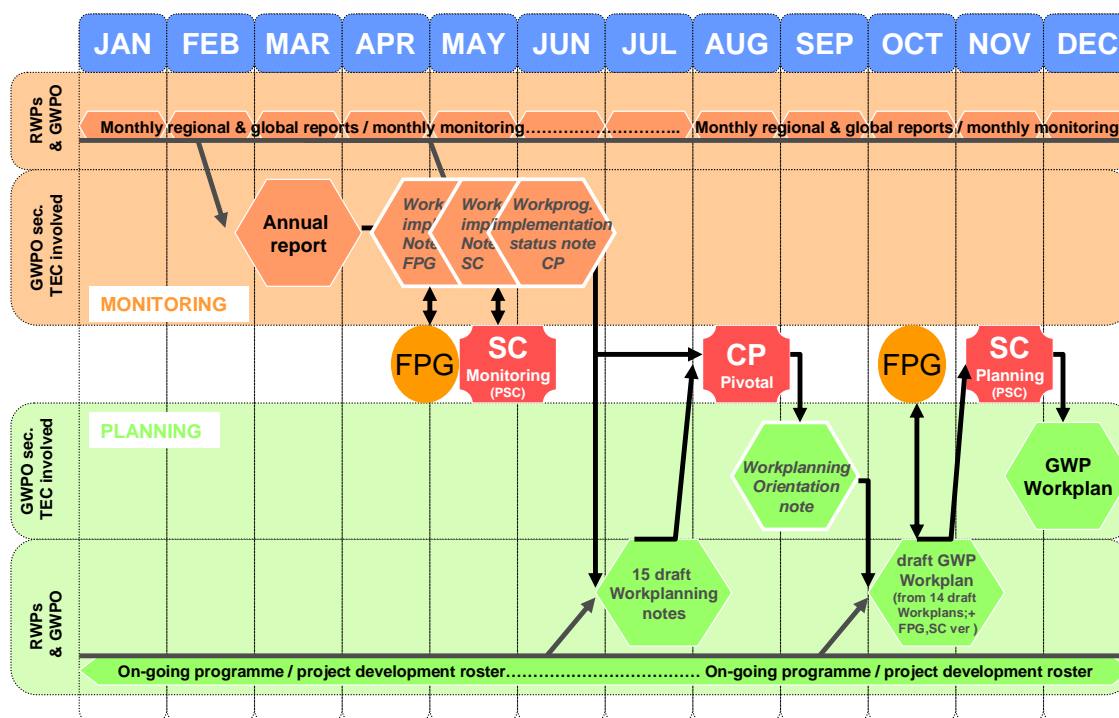 JAN FEB MAR APR MAY JUN JUL AUG SEP OCT NOV DEC
RWPs
& GWPO
Monthly regional & global reports / monthly monitoring........................... Monthly regional & global reports / monthly monitoring
GWPO sec.
TEC involved
Annual
report
Work
impl
Note
FPG
Work
impl
Note
SC
Workprog.
implementation
status note
CP
MONITORING
FPG
SC
Monitoring
(PSC)
CP
Pivotal
FPG
SC
Planning
(PSC)
PLANNING
GWPO sec.
TEC involved
Workplanning
Orientation
note
GWP
Workplan
RWPs
& GWPO
15 draft
Workplanning
notes
draft GWP
Workplan
(from 14 draft
Workplans;+
FPG,SC ver )
On-going programme / project development roster........................................ On-going programme / project development roster